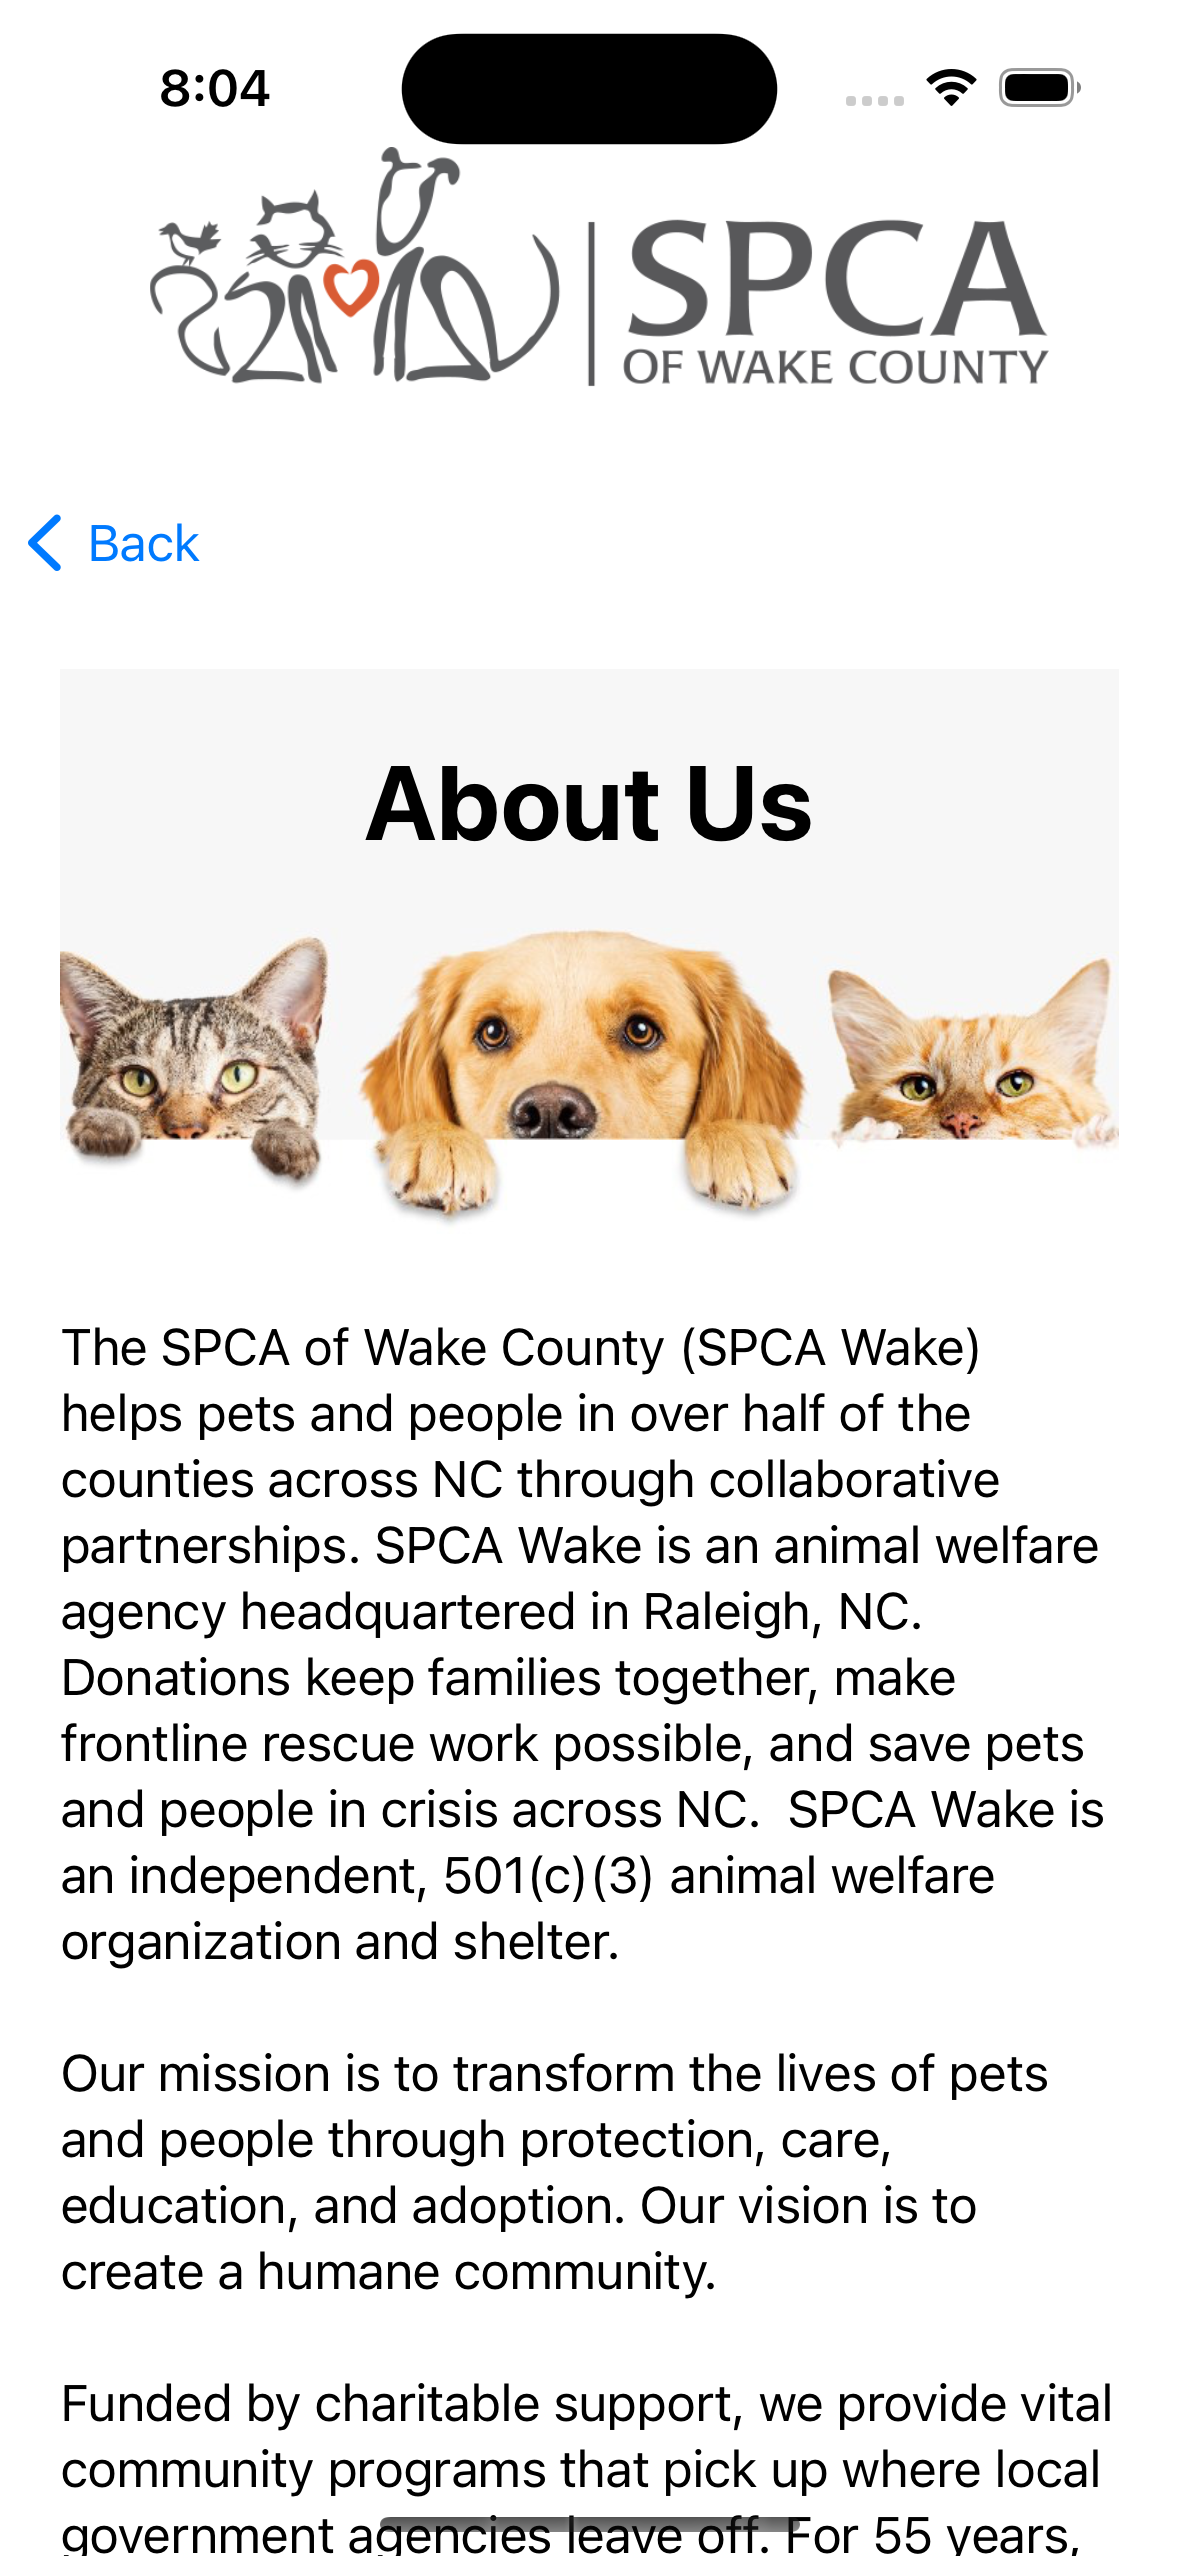 8:04
SPCA
OF WAKE COUNTY
Back
About Us
The SPCA of Wake County (SPCA Wake)
helps pets and people in over half of the
counties across NC through collaborative
partnerships. SPCA Wake is an animal welfare
agency headquartered in Raleigh, NC.
Donations keep families together, make
frontline rescue work possible, and save pets
and people in crisis across NC.  SPCA Wake is
an independent, 501(c)(3) animal welfare
organization and shelter.
Our mission is to transform the lives of pets
and people through protection, care,
education, and adoption. Our vision is to
create a humane community.
Funded by charitable support, we provide vital
community programs that pick up where local
government agencies leave off. For 55 years,